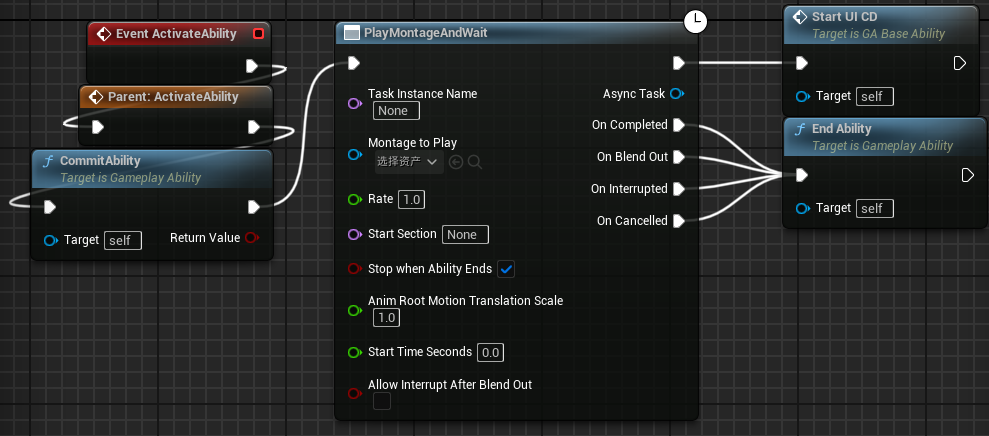 Event ActivateAbility
Parent: ActivateAbility
CommitAbility
Target is Gameplay Ability
Target self
Return Value
PlayMontageAndWait
Task Instance Name
None
Montage to Play
选择资产
Rate 1.0
Start Section None
Stop when Ability Ends
Anim Root Motion Translation Scale
1.0
Start Time Seconds 0.0
Allow Interrupt After Blend Out
Async Task
On Completed
On Blend Out
On Interrupted
On Cancelled
Start UI CD
Target is GA Base Ability
Target self
End Ability
Target is Gameplay Ability
Target self